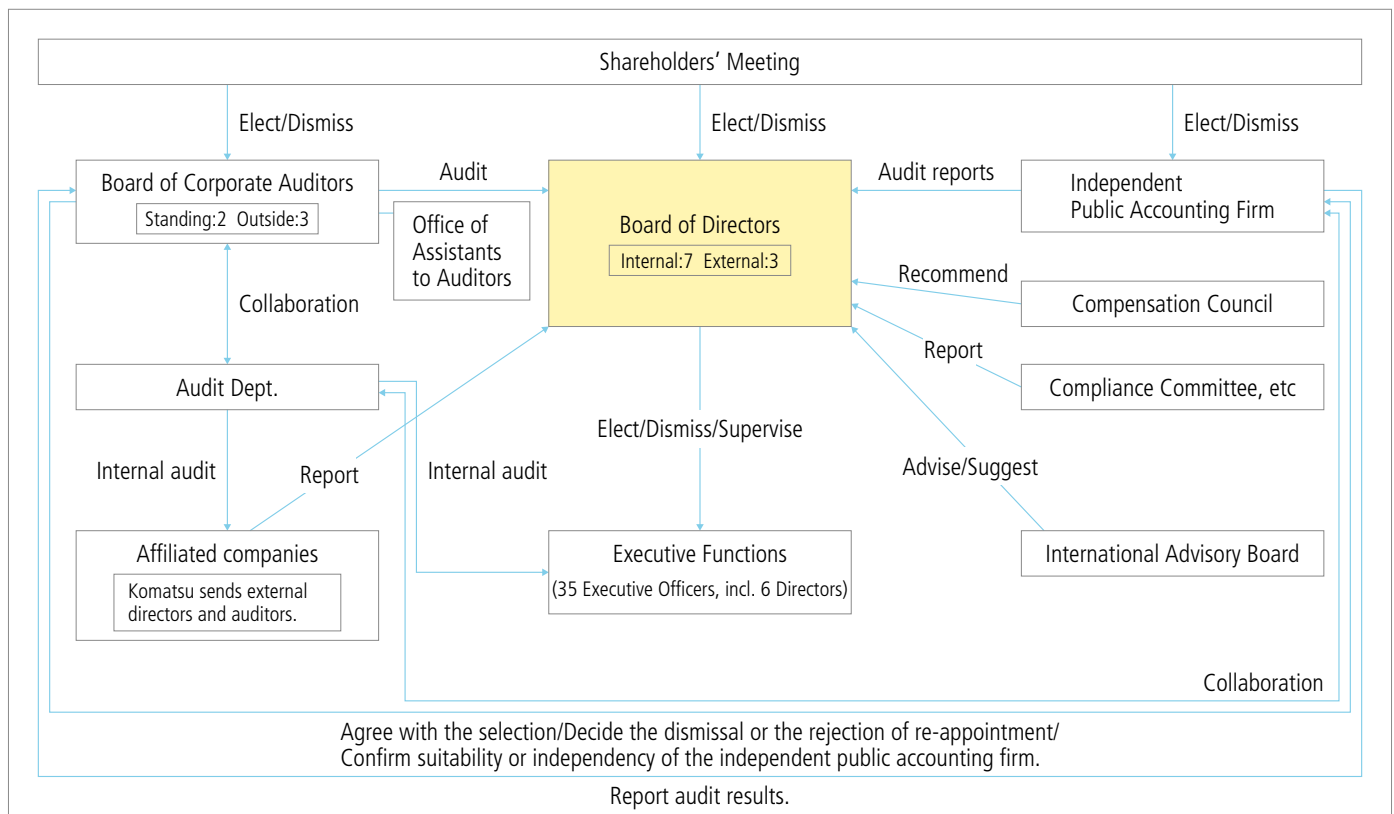 Shareholders' Meeting
Elect/Dismiss
Elect/Dismiss
Elect/Dismiss
Board of Corporate Auditors
Standing:2 Outside:3
Audit
Office of
Assistants
to Auditors
Board of Directors
Internal:7 External:3
Audit reports
Independent
Public Accounting Firm
Recommend
Compensation Council
Collaboration
Report
Compliance Committee, etc
Audit Dept.
Elect/Dismiss/Supervise
Internal audit
Report
Internal audit
Advise/Suggest
Affiliated companies
Komatsu sends external
directors and auditors.
Executive Functions
(35 Executive Officers, incl. 6 Directors)
International Advisory Board
Collaboration
Agree with the selection/Decide the dismissal or the rejection of re-appointment/
Confirm suitability or independency of the independent public accounting firm.
Report audit results.